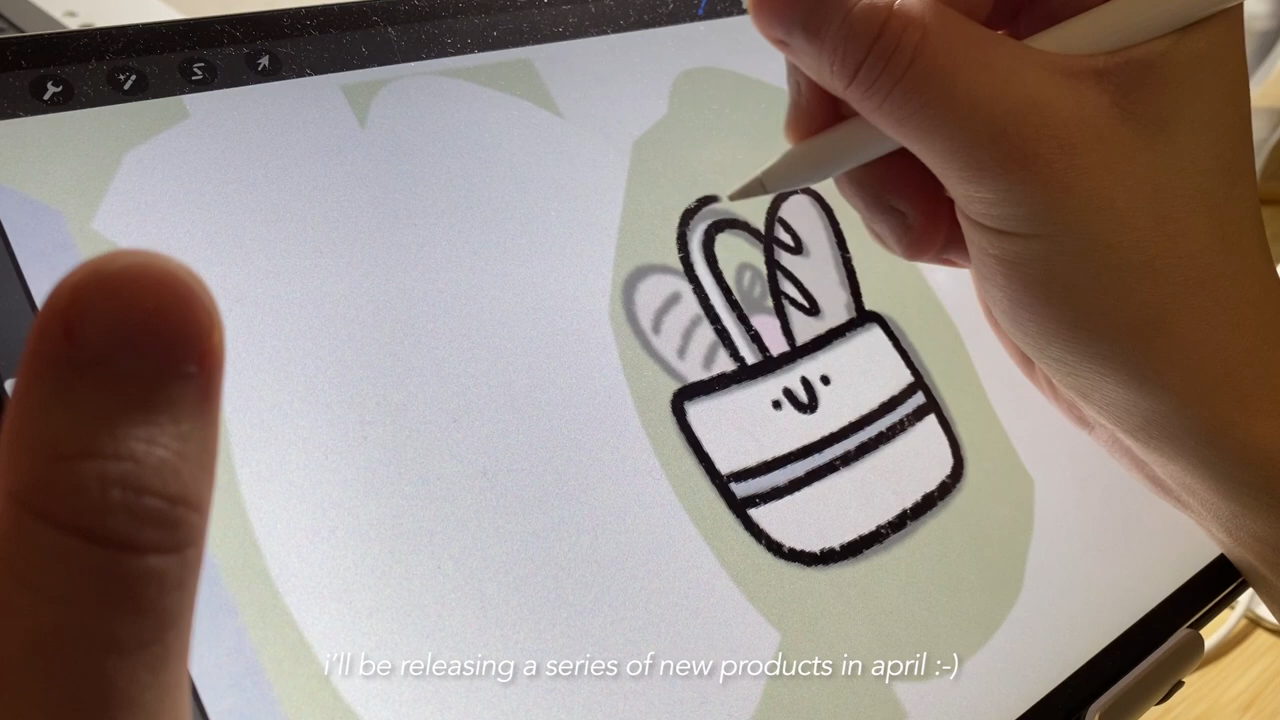 i'll be releasing a series of new products in april :-)